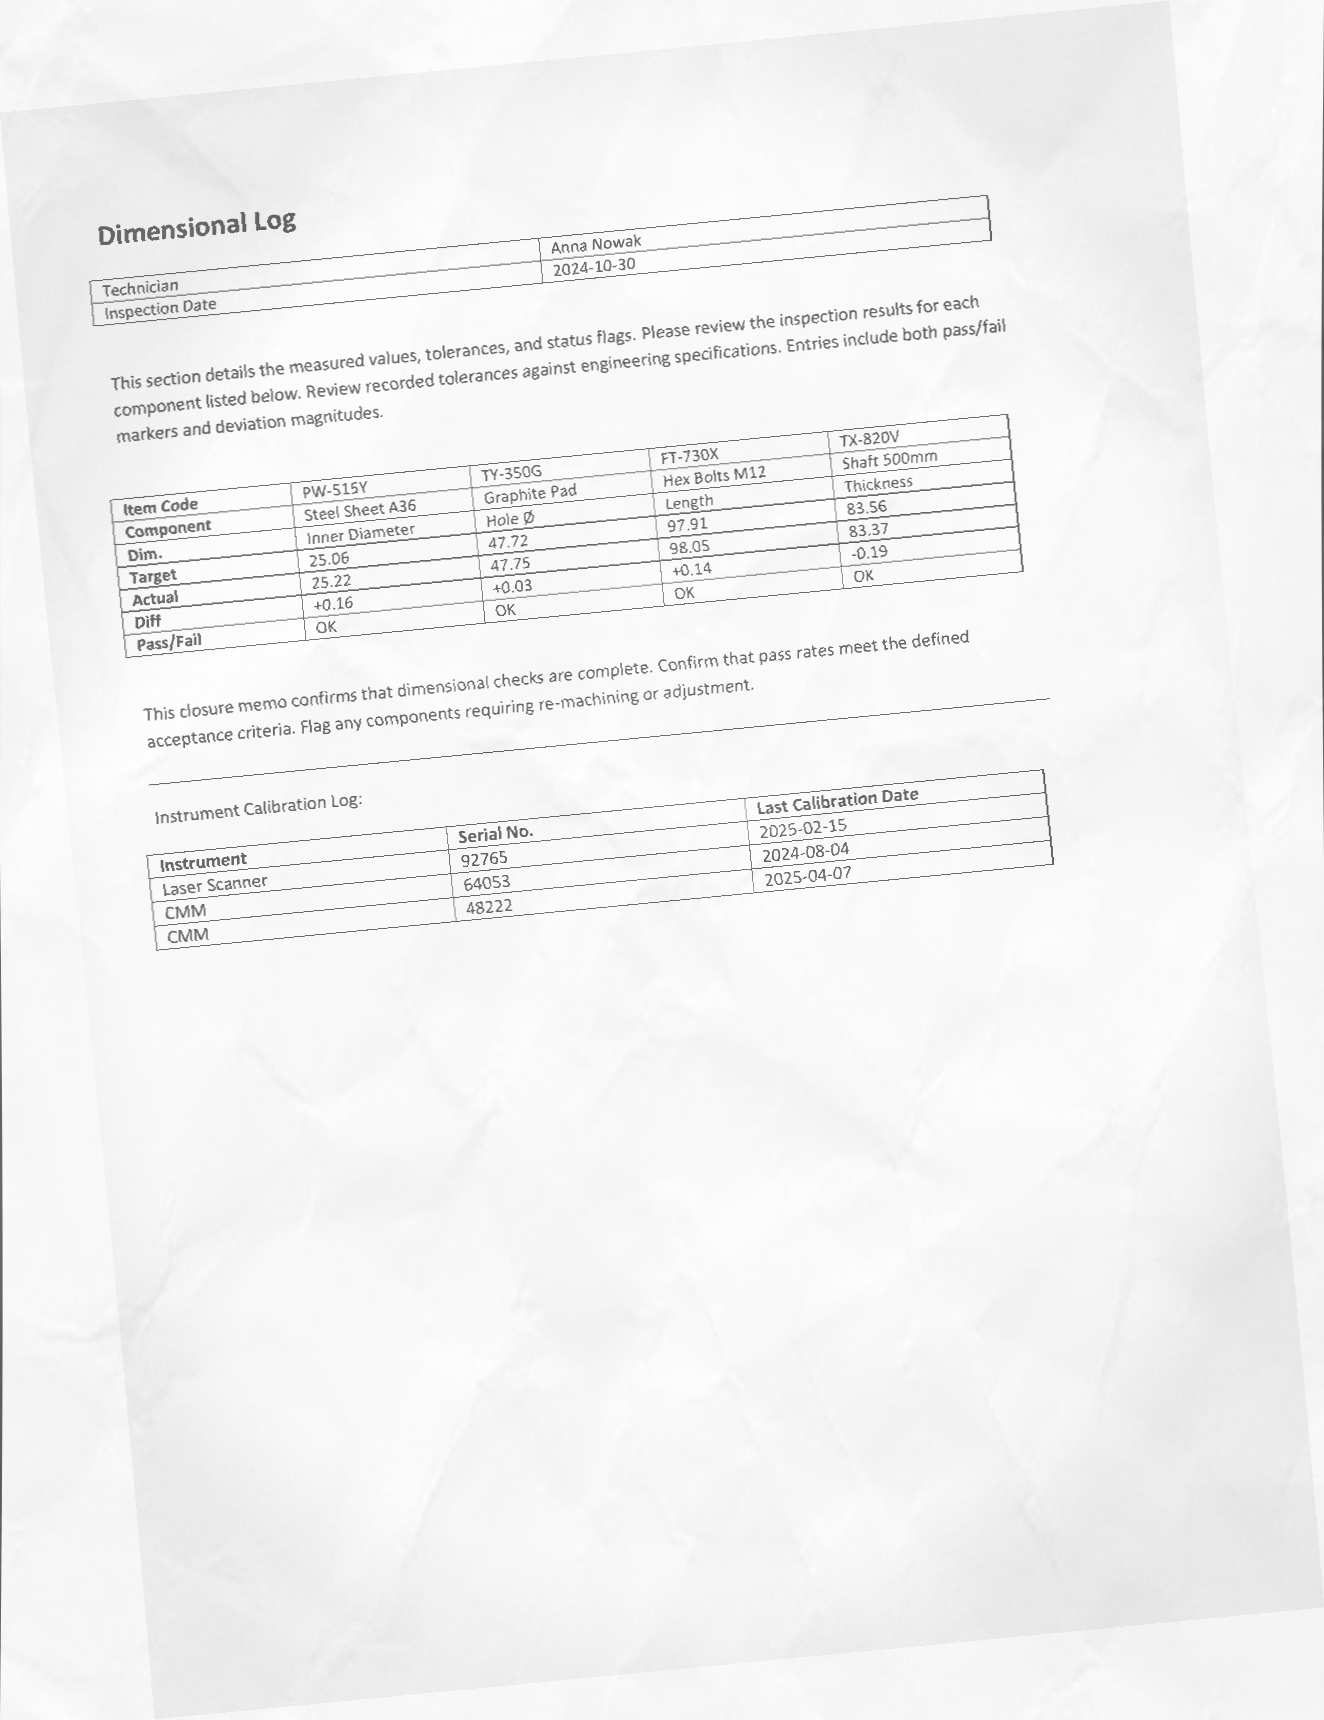 Dimensional Log
Technician Anna Nowak
Inspection Date 2024-10-30
This section details the measured values, tolerances, and status flags. Please review the inspection results for each
component listed below. Review recorded tolerances against engineering specifications. Entries include both pass/fail
markers and deviation magnitudes.
Item Code PW-515Y TY-350G FT-730X TX-820V
Component Steel Sheet A36 Graphite Pad Hex Bolts M12 Shaft 500mm
Dim. Inner Diameter Hole Ø Length Thickness
Target 25.06 47.72 97.91 83.56
Actual 25.22 47.75 98.05 83.37
Diff +0.16 +0.03 +0.14 -0.19
Pass/Fail OK OK OK OK
This closure memo confirms that dimensional checks are complete. Confirm that pass rates meet the defined
acceptance criteria. Flag any components requiring re-machining or adjustment.
Instrument Calibration Log:
Instrument Serial No. Last Calibration Date
Laser Scanner 92765 2025-02-15
CMM 64053 2024-08-04
CMM 48222 2025-04-07